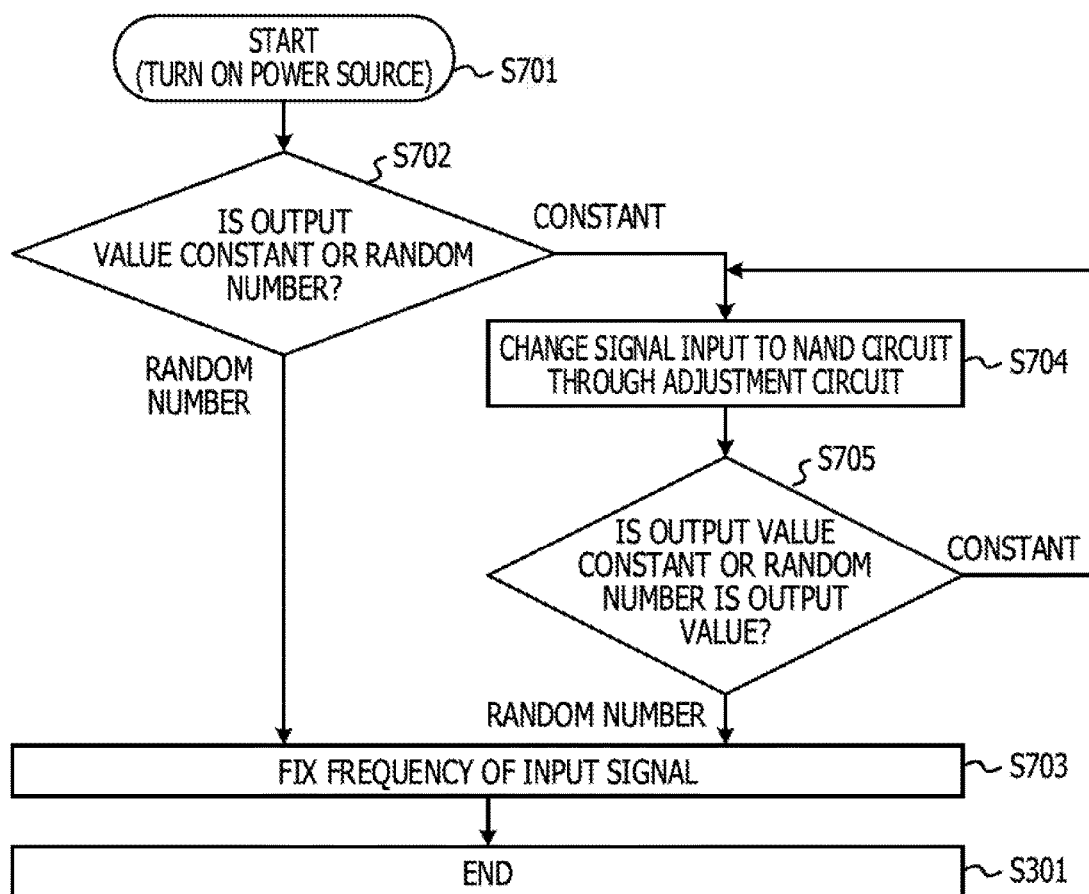 START
(TURN ON POWER SOURCE)
S701
S702
IS OUTPUT
VALUE CONSTANT OR RANDOM
NUMBER?
CONSTANT
RANDOM
NUMBER
CHANGE SIGNAL INPUT TO NAND CIRCUIT
THROUGH ADJUSTMENT CIRCUIT
S704
S705
IS OUTPUT VALUE
CONSTANT OR RANDOM
NUMBER IS OUTPUT
VALUE?
CONSTANT
RANDOM NUMBER
FIX FREQUENCY OF INPUT SIGNAL
S703
END
S301